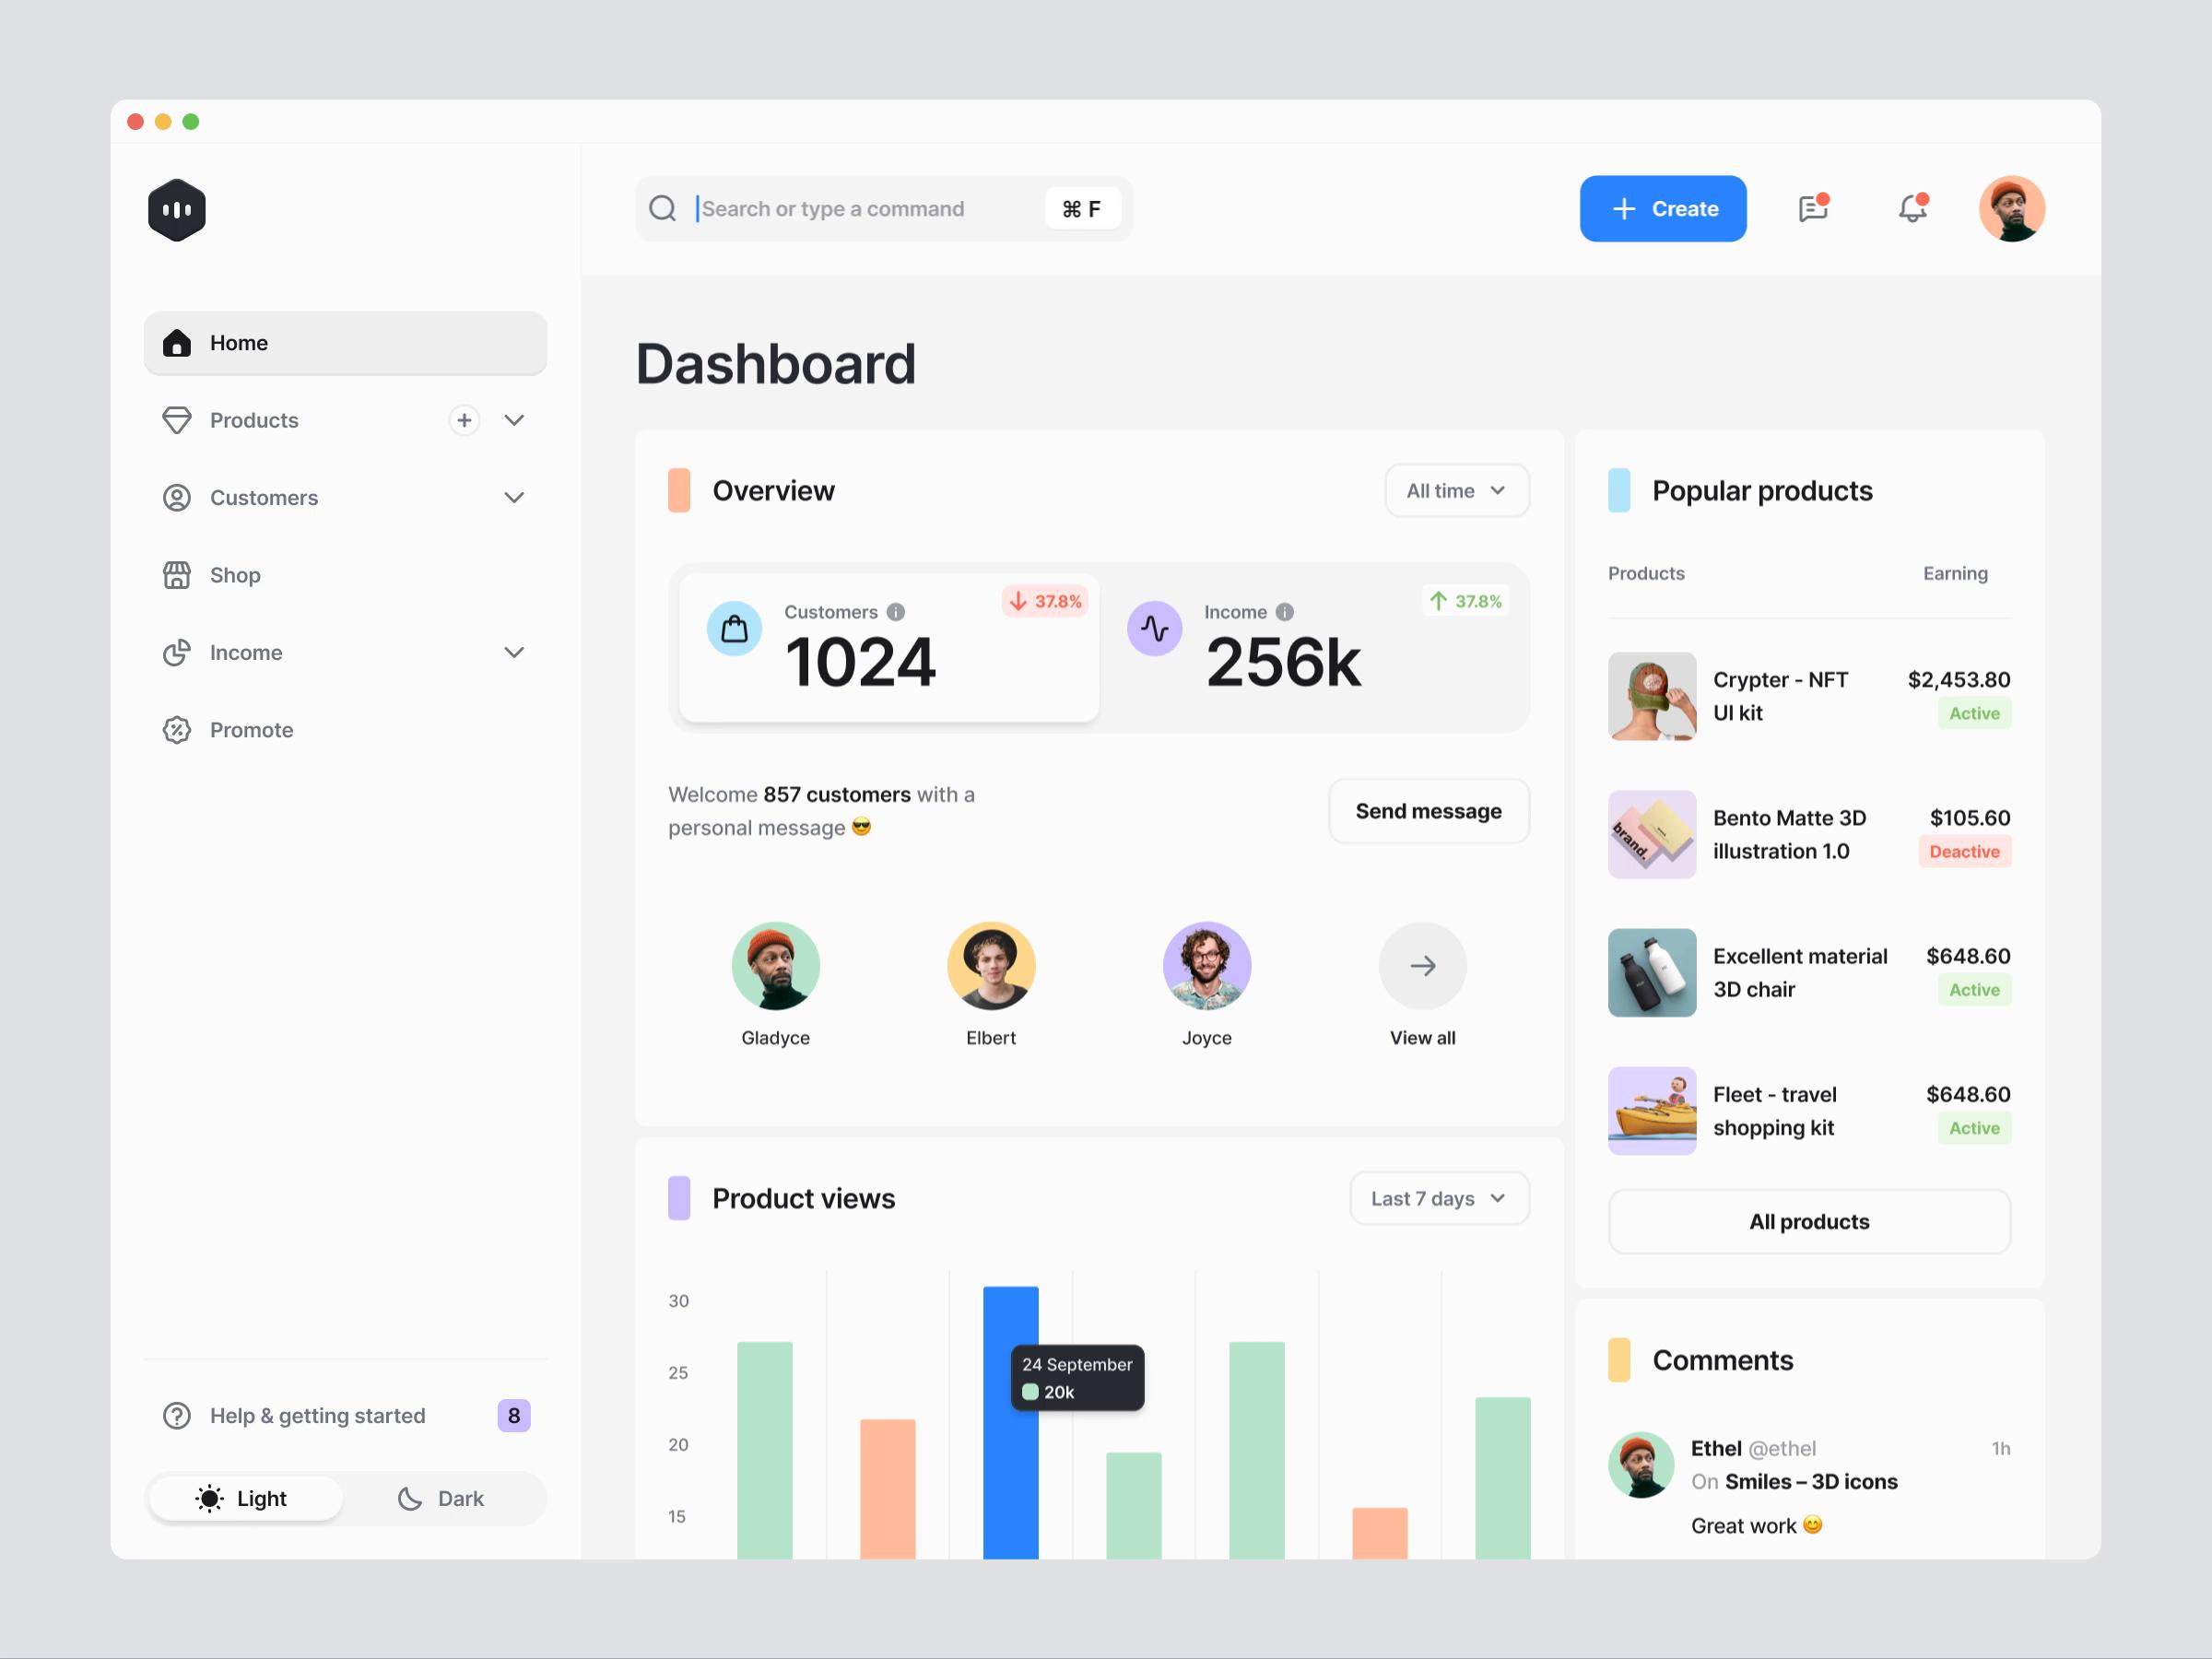 Search or type a command
⌘ F
Create
Home
Products
Customers
Shop
Income
Promote
Help & getting started
8
Light
Dark
Dashboard
Overview
All time
Customers
37.8%
1024
Income
37.8%
256k
Welcome 857 customers with a
personal message 😎
Send message
Gladyce
Elbert
Joyce
View all
Product views
Last 7 days
30
25
20
15
24 September
20k
Popular products
Products
Earning
Crypter - NFT
UI kit
$2,453.80
Active
brand.
Bento Matte 3D
illustration 1.0
$105.60
Deactive
Excellent material
3D chair
$648.60
Active
Fleet - travel
shopping kit
$648.60
Active
All products
Comments
Ethel @ethel
1h
On Smiles – 3D icons
Great work 😊